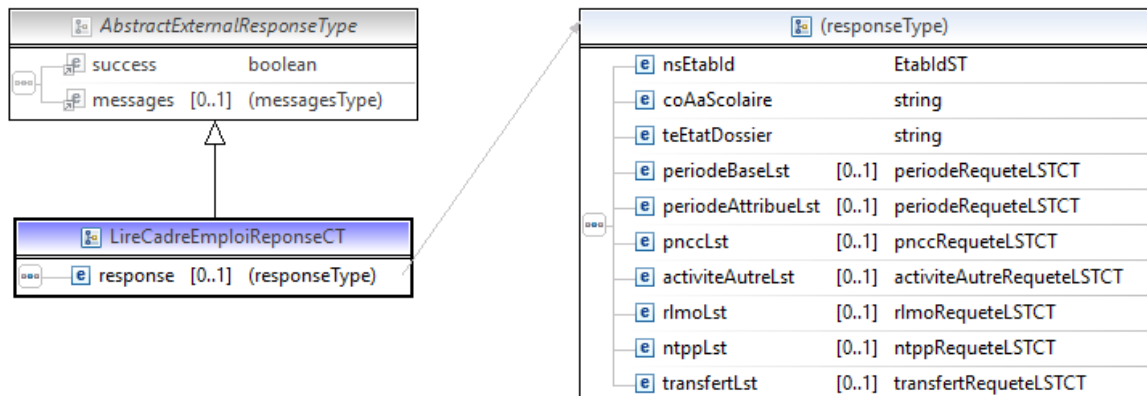 AbstractExternalResponseType
success boolean
messages [0..1] (messagesType)
LireCadreEmploiReponseCT
response [0..1] (responseType)
(responseType)
nsEtabId EtabIdST
coAaScolaire string
teEtatDossier string
periodeBaseLst [0..1] periodeRequeteLSTCT
periodeAttribueLst [0..1] periodeRequeteLSTCT
pnccLst [0..1] pnccRequeteLSTCT
activiteAutreLst [0..1] activiteAutreRequeteLSTCT
rlmoLst [0..1] rlmoRequeteLSTCT
ntppLst [0..1] ntppRequeteLSTCT
transfertLst [0..1] transfertRequeteLSTCT